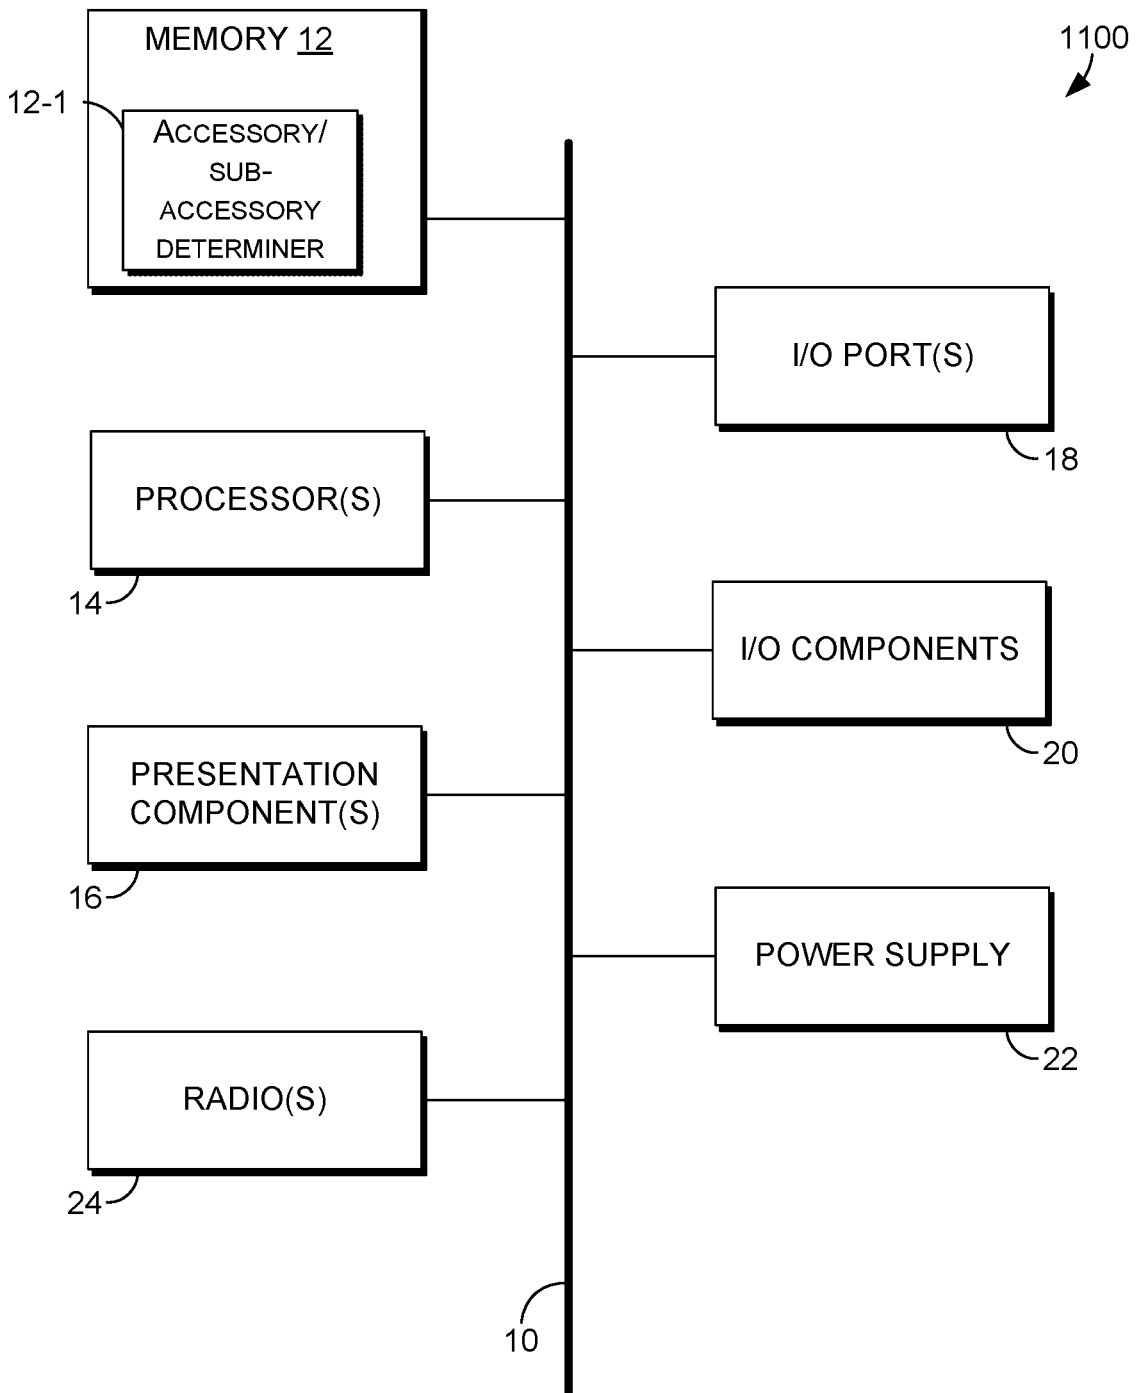 MEMORY 12
1100
12-1
ACCESSORY/
SUB-
ACCESSORY
DETERMINER
I/O PORT(S)
18
PROCESSOR(S)
14
I/O COMPONENTS
20
PRESENTATION
COMPONENT(S)
16
POWER SUPPLY
22
RADIO(S)
24
10